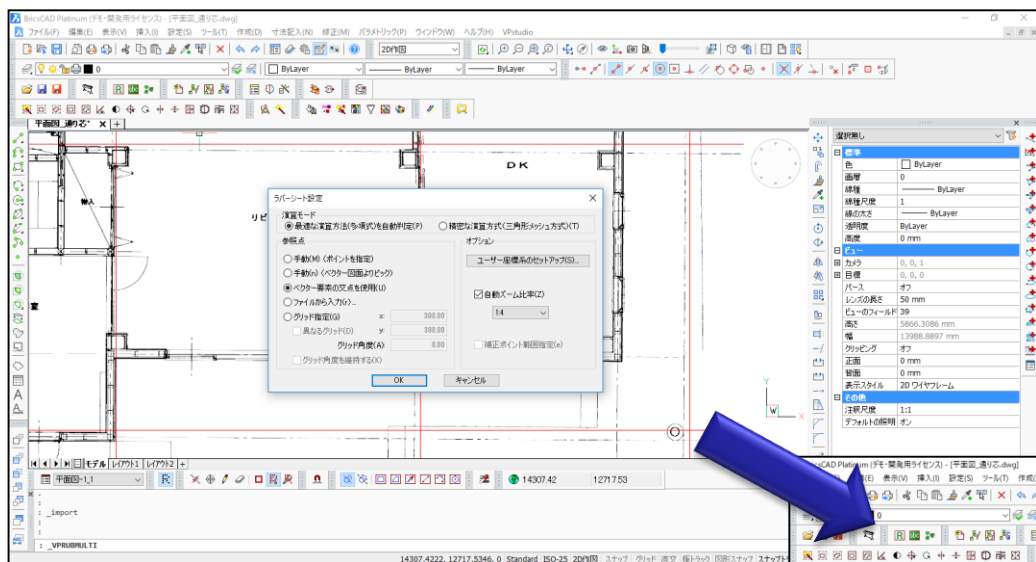 BricsCAD Platinum (デモ・開発用ライセンス) - [平面図_通り芯.dwg]
ファイル(F) 編集(E) 表示(V) 挿入(I) 設定(S) ツール(T) 作成(D) 寸法記入(N) 修正(M) パラメトリック(P) ウィンドウ(W) ヘルプ(H) VPstudio
2D作図
0 ByLayer ByLayer ByLayer
平面図_通り芯*
DK
物入
リビ
室
ラバーシート設定
演算モード
最適な演算方法(多項式)を自動判定(P) 精密な演算方式(三角形メッシュ方式)(T)
参照点
手動(M) (ポイントを指定)
手動(n) (ベクター図面よりピック)
ベクター要素の交点を使用(U)
ファイルから入力(r)...
グリッド指定(G) x: 300.00
異なるグリッド(D) y: 300.00
グリッド角度(A) 0.00
グリッド角度を維持する(X)
オプション
ユーザー座標系のセットアップ(S)...
自動ズーム比率(Z)
1:4
補正ポイント範囲指定(e)
OK キャンセル
選択無し
標準
色 ByLayer
画層 0
線種 ByLayer
線種尺度 1
線の太さ ByLayer
透明度 ByLayer
高度 0 mm
ビュー
カメラ 0, 0, 1
目標 0, 0, 0
パース オフ
レンズの長さ 50 mm
ビューのフィールド 39
高さ 5866.3086 mm
幅 13988.8897 mm
クリッピング オフ
正面 0 mm
背面 0 mm
表示スタイル 2D ワイヤフレーム
その他
注釈尺度 1:1
デフォルトの照明 オン
Y
W
X
モデル レイアウト1 レイアウト2
平面図-1_1 R 14307.42 12717.53
:
:
: _import
:
:
: _VPRUBMULTI
14307.4222, 12717.5346, 0 Standard ISO-25 2D作図 スナップ グリッド 直交 極トラック 図形スナップ スナップト
icsCAD Platinum (デモ・開発用ライセンス) - [平面図_通り芯.dwg]
(E) 表示(V) 挿入(I) 設定(S) ツール(T) 作成(
0
R abc